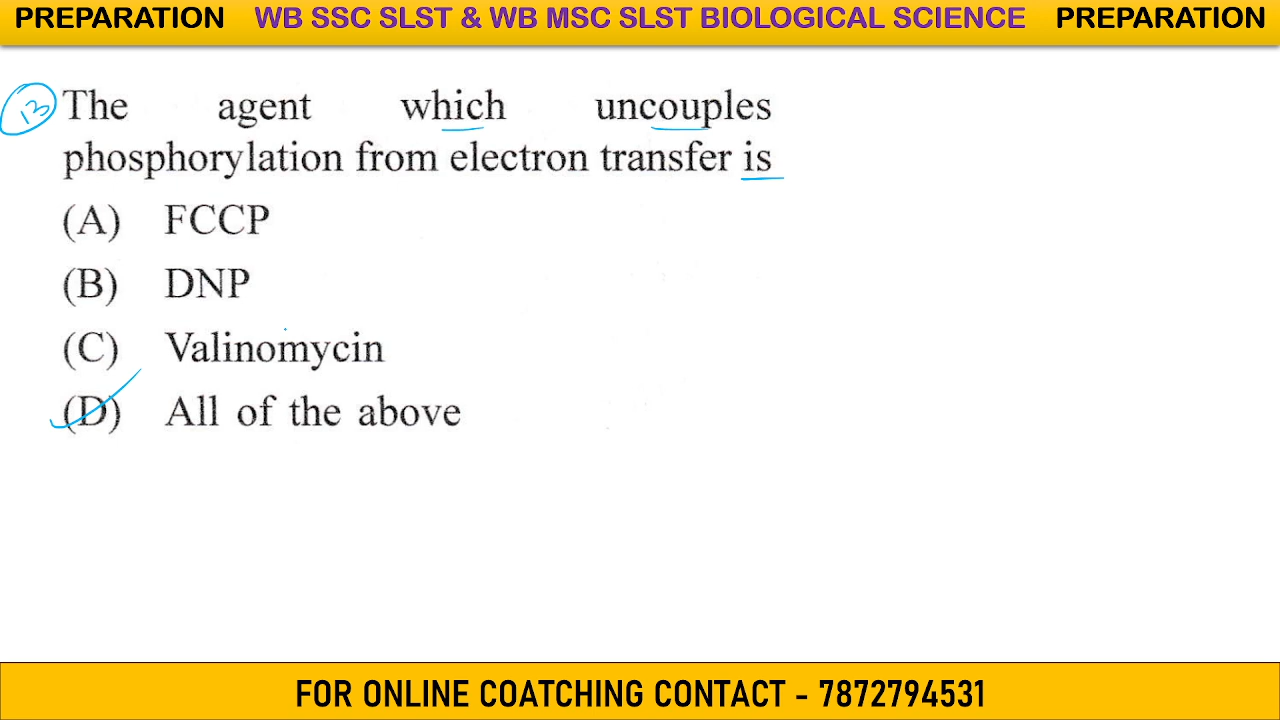 PREPARATION WB SSC SLST & WB MSC SLST BIOLOGICAL SCIENCE PREPARATION
13 The agent which uncouples
phosphorylation from electron transfer is
(A) FCCP
(B) DNP
(C) Valinomycin
(D) All of the above
FOR ONLINE COATCHING CONTACT - 7872794531